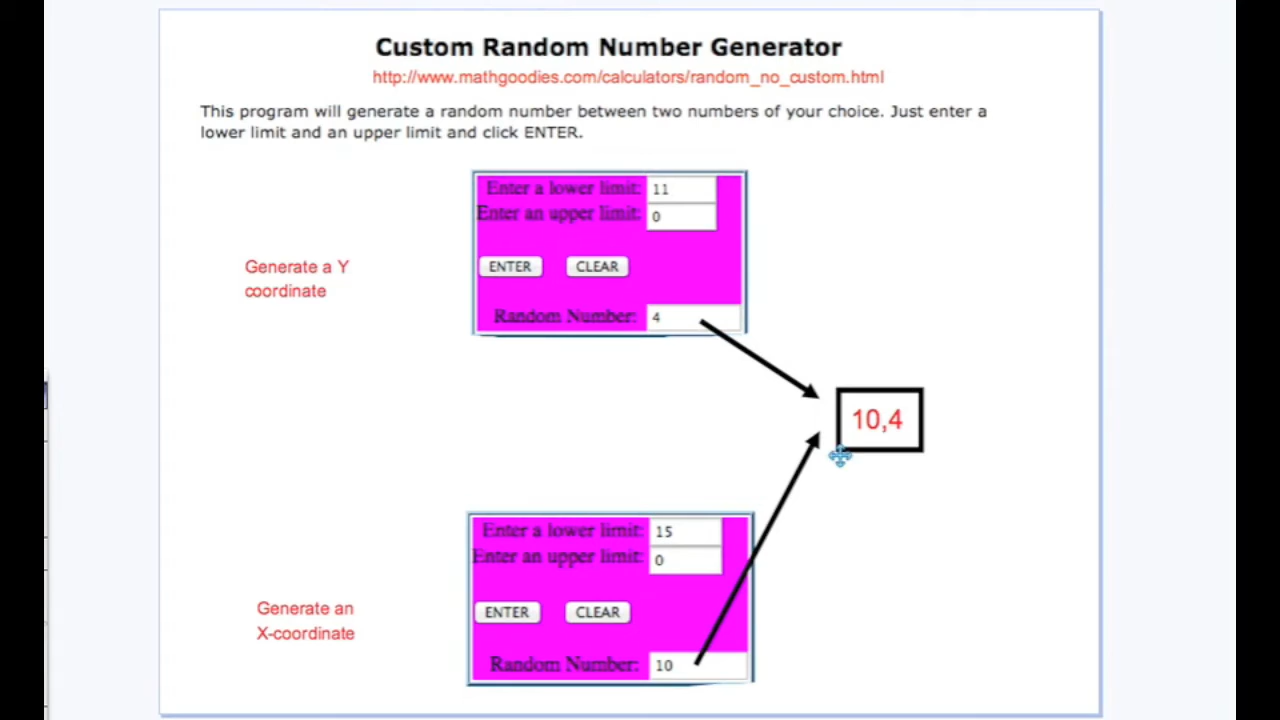 Custom Random Number Generator
http://www.mathgoodies.com/calculators/random_no_custom.html
This program will generate a random number between two numbers of your choice. Just enter a
lower limit and an upper limit and click ENTER.
Enter a lower limit: 11
Enter an upper limit: 0
Generate a Y
coordinate
ENTER CLEAR
Random Number: 4
10,4
Enter a lower limit: 15
Enter an upper limit: 0
Generate an
X-coordinate
ENTER CLEAR
Random Number: 10